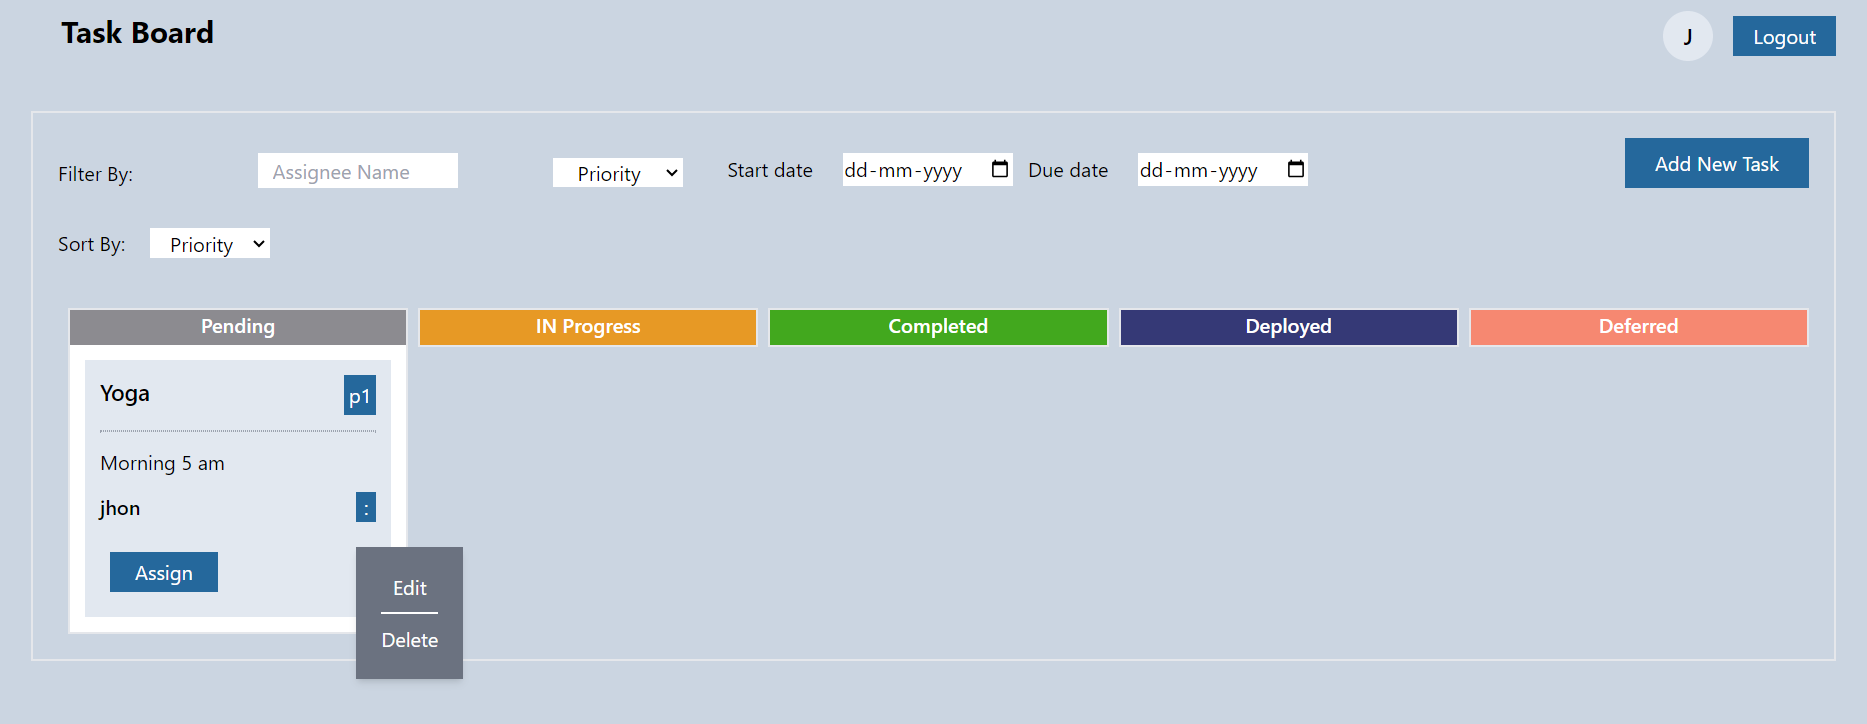 Task Board
J
Logout
Filter By:
Assignee Name
Priority
Start date
dd-mm-yyyy
Due date
dd-mm-yyyy
Add New Task
Sort By:
Priority
Pending
IN Progress
Completed
Deployed
Deferred
Yoga
p1
Morning 5 am
jhon
:
Assign
Edit
Delete